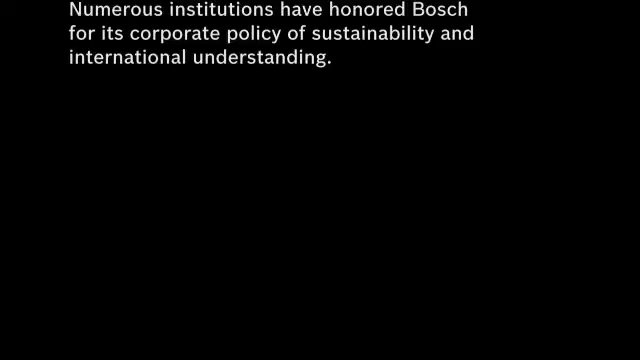 Numerous institutions have honored Bosch
for its corporate policy of sustainability and
international understanding.